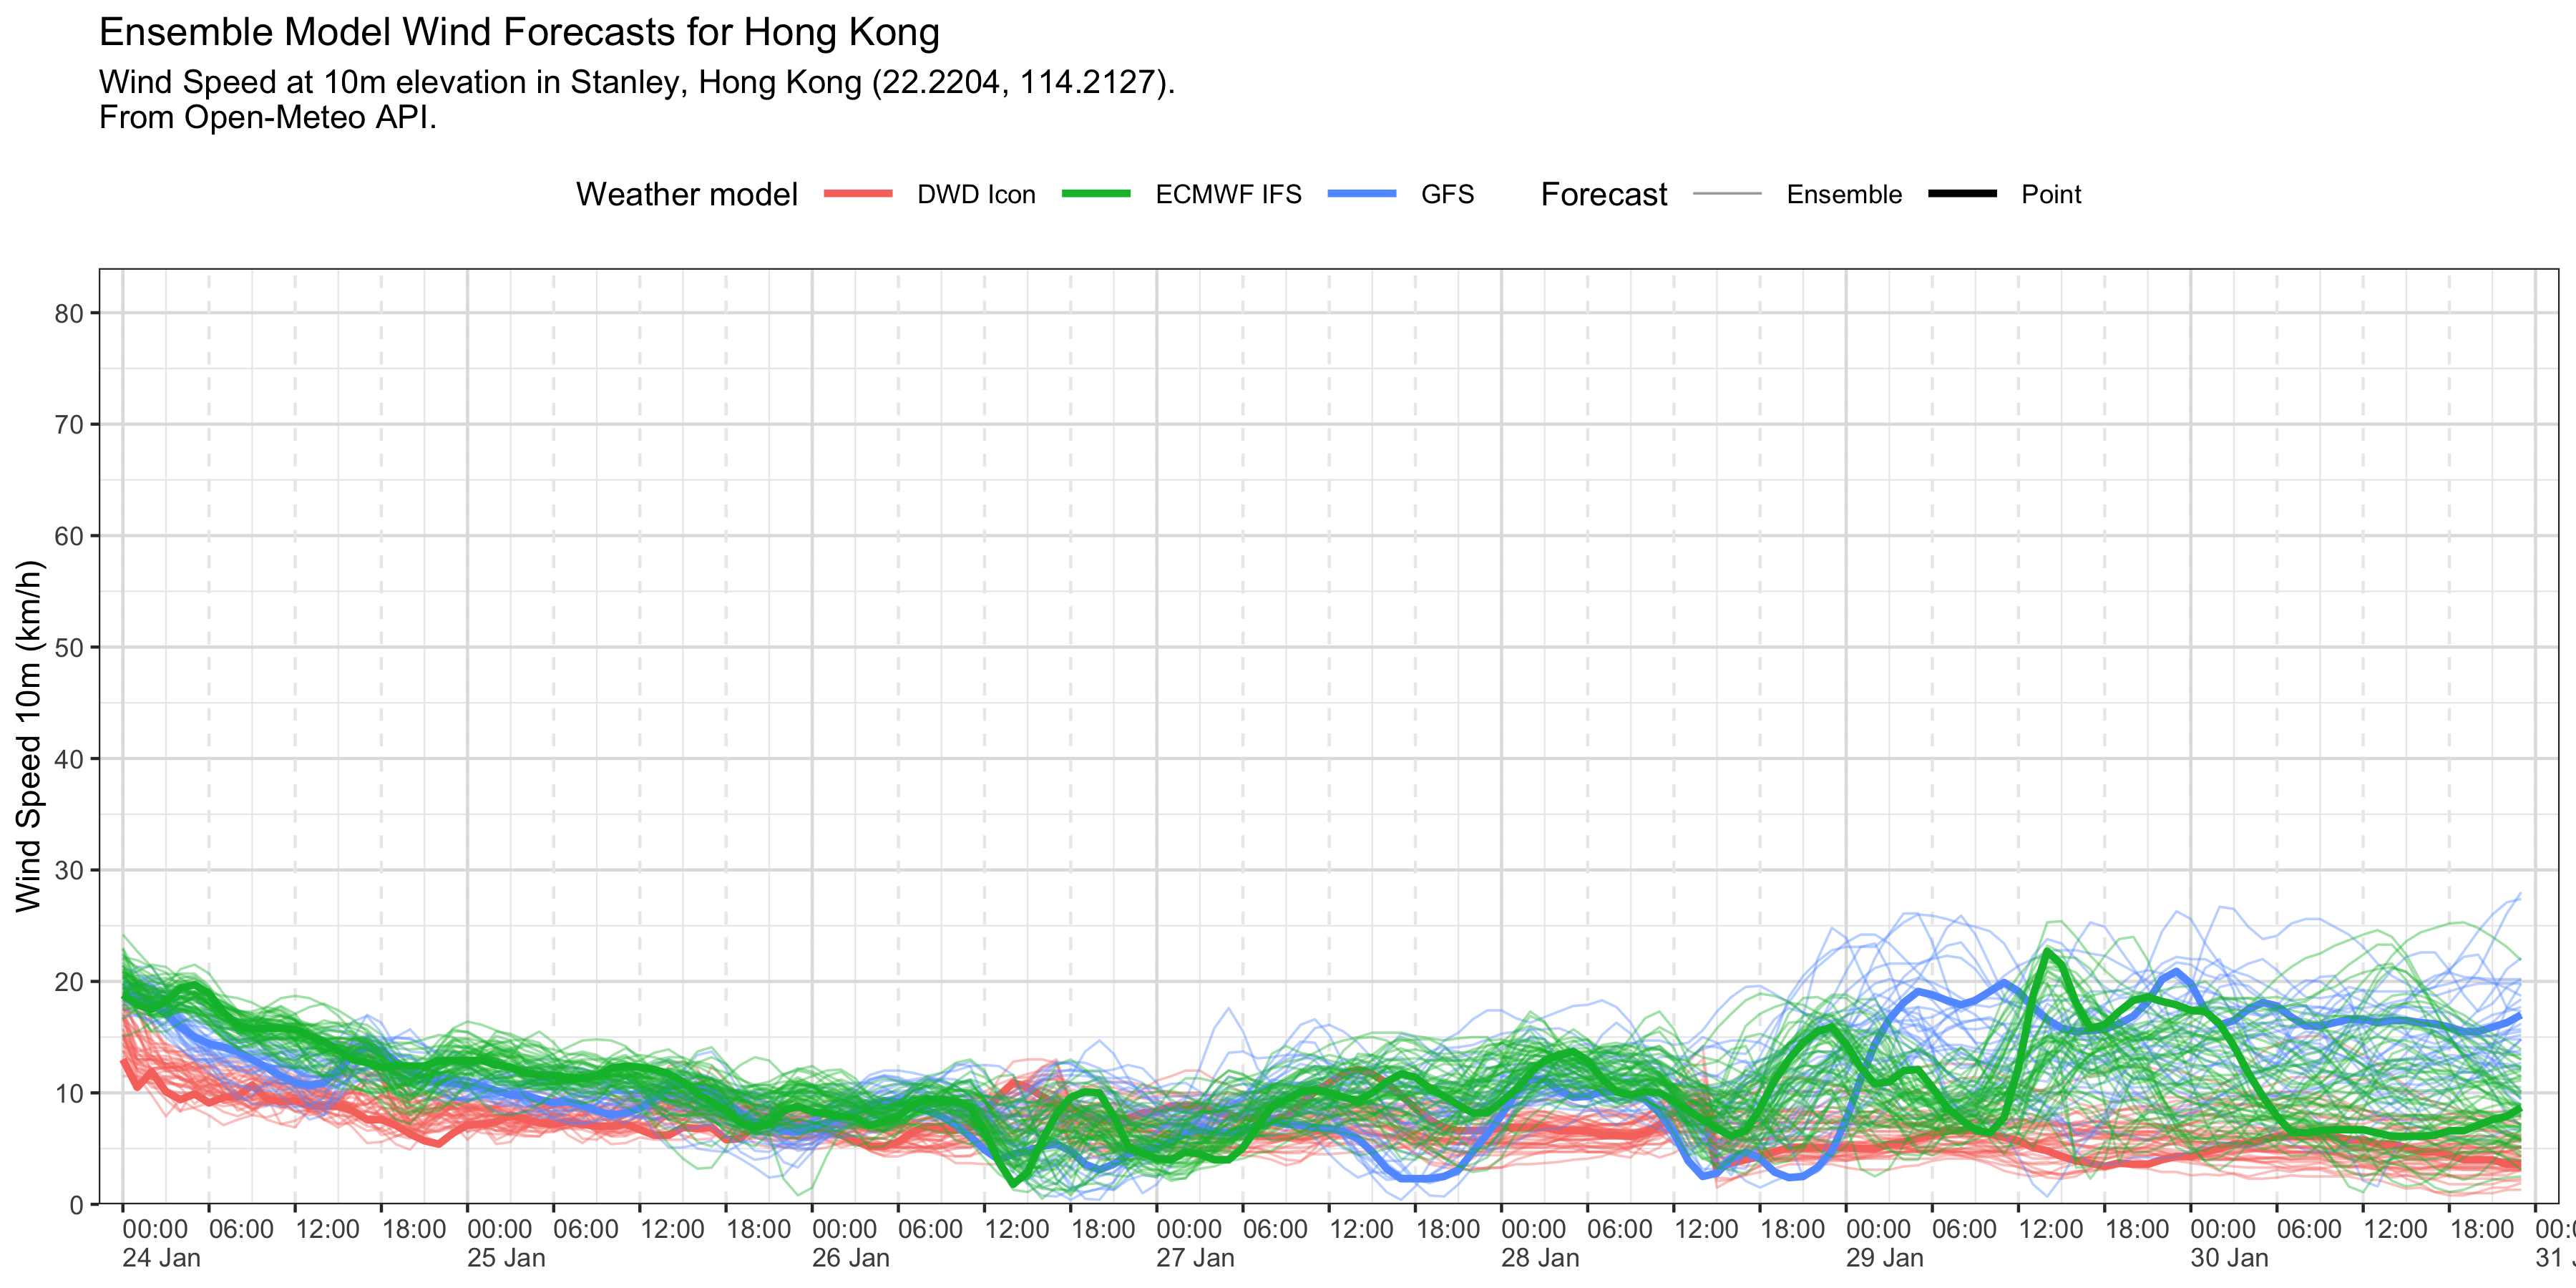 Ensemble Model Wind Forecasts for Hong Kong
Wind Speed at 10m elevation in Stanley, Hong Kong (22.2204, 114.2127).
From Open-Meteo API.
Weather model DWD Icon ECMWF IFS GFS Forecast Ensemble Point
Wind Speed 10m (km/h)
80
70
60
50
40
30
20
10
0
00:00 06:00 12:00 18:00 00:00 06:00 12:00 18:00 00:00 06:00 12:00 18:00 00:00 06:00 12:00 18:00 00:00 06:00 12:00 18:00 00:00 06:00 12:00 18:00 00:00 06:00 12:00 18:00 00:
24 Jan 25 Jan 26 Jan 27 Jan 28 Jan 29 Jan 30 Jan 31